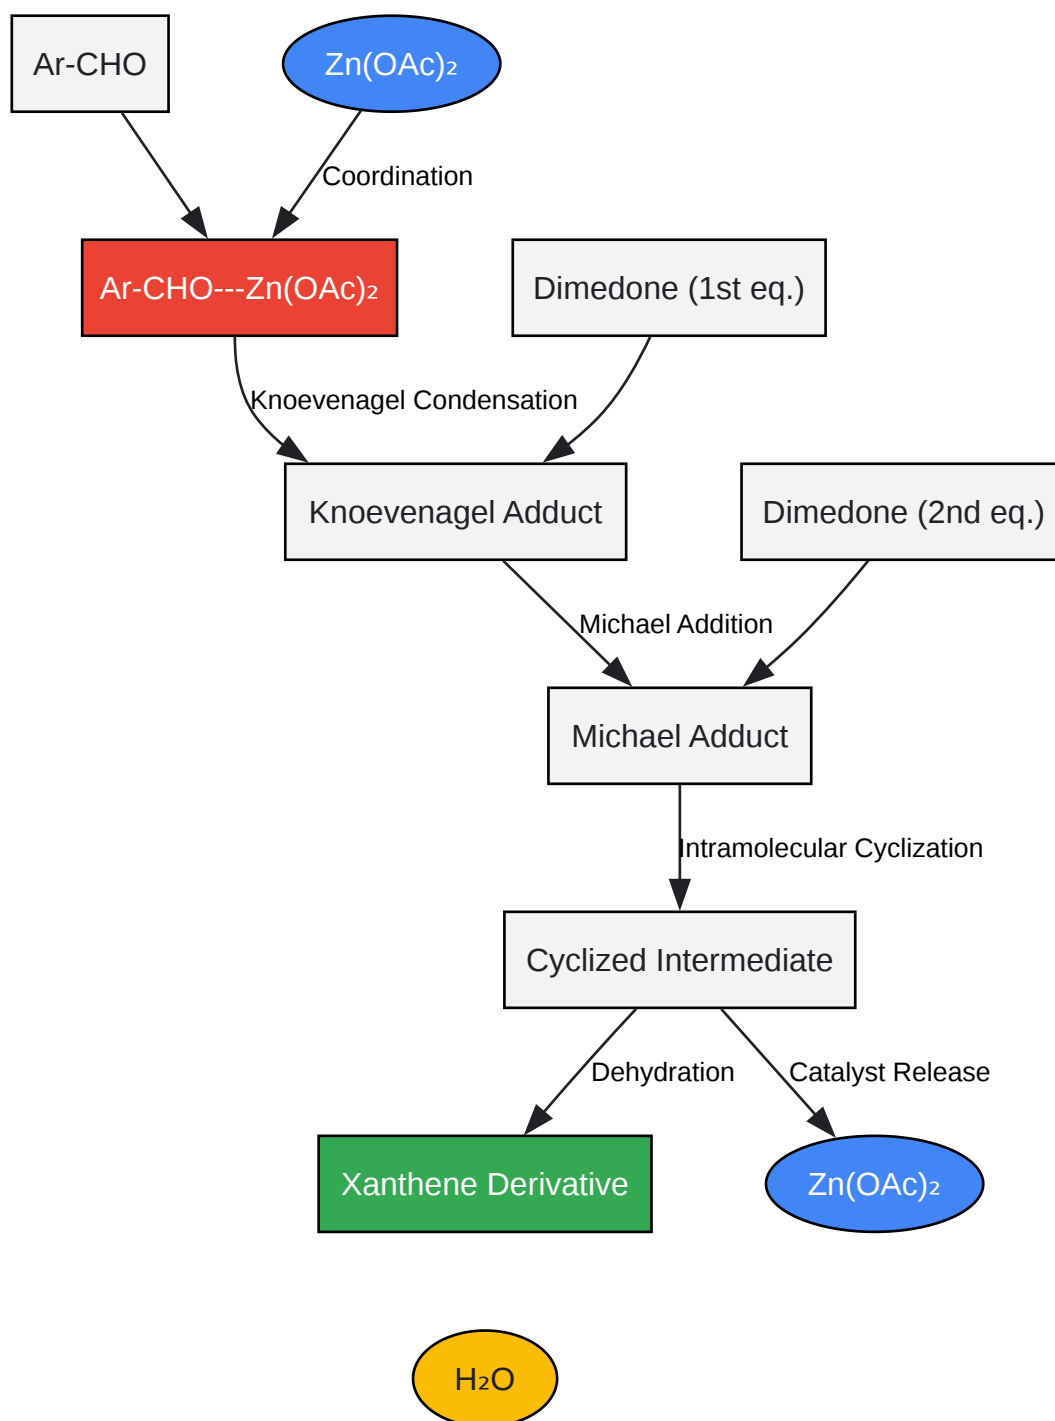 Ar-CHO
Zn(OAc)₂
Coordination
Ar-CHO---Zn(OAc)₂
Dimedone (1st eq.)
Knoevenagel Condensation
Knoevenagel Adduct
Dimedone (2nd eq.)
Michael Addition
Michael Adduct
Intramolecular Cyclization
Cyclized Intermediate
Dehydration
Catalyst Release
Xanthene Derivative
Zn(OAc)₂
H₂O